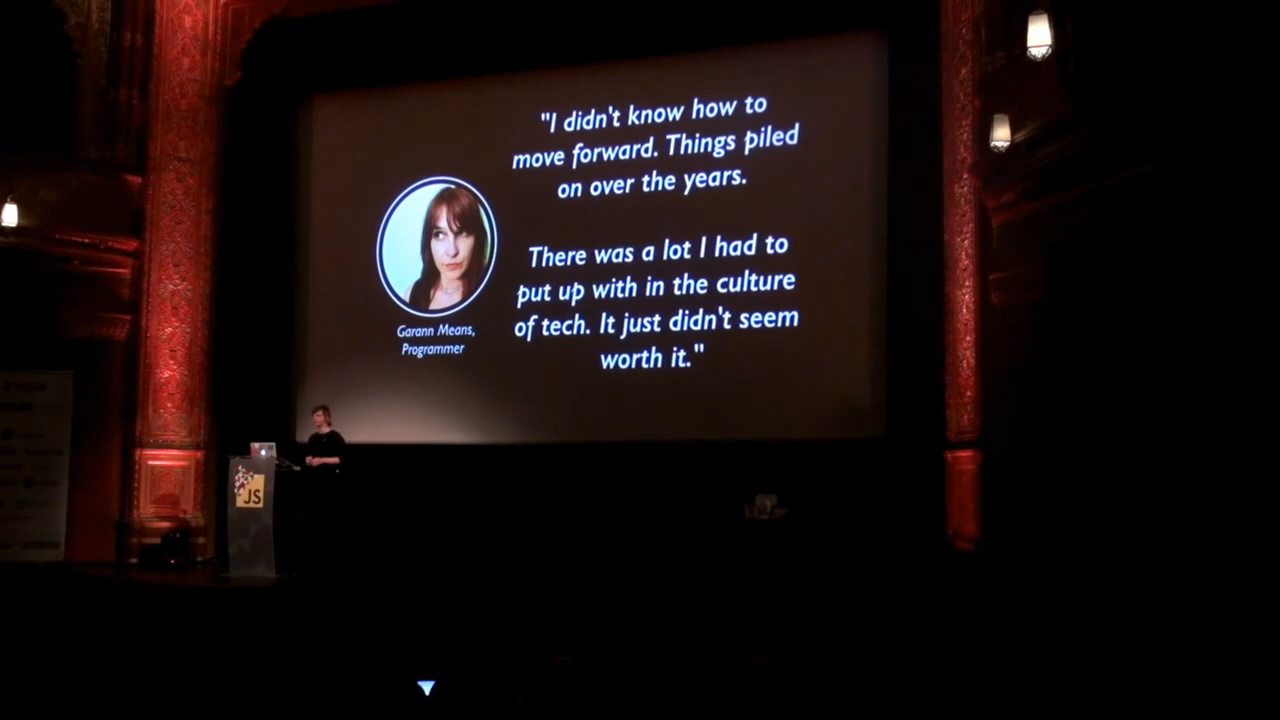 "I didn't know how to
move forward. Things piled
on over the years.
There was a lot I had to
put up with in the culture
of tech. It just didn't seem
worth it."
Garann Means,
Programmer
JS